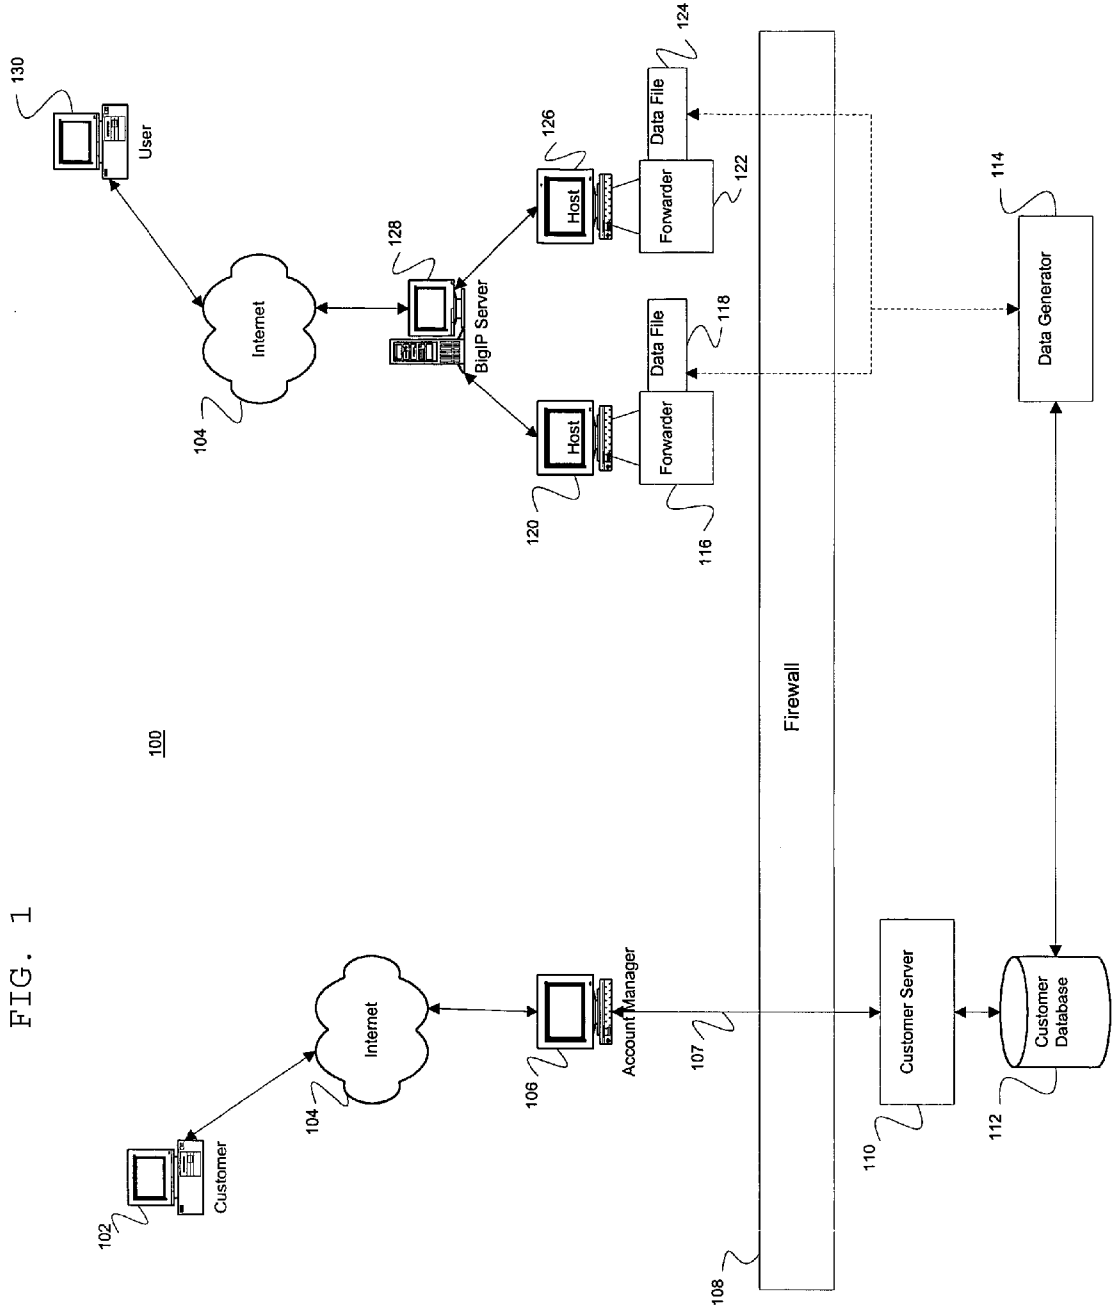 FIG. 1
100
102
Customer
104
Internet
106
Account Manager
107
108
Firewall
110
Customer Server
112
Customer
Database
130
User
104
Internet
128
BigIP Server
120
Host
126
Host
116
Forwarder
118
Data File
122
Forwarder
124
Data File
114
Data Generator